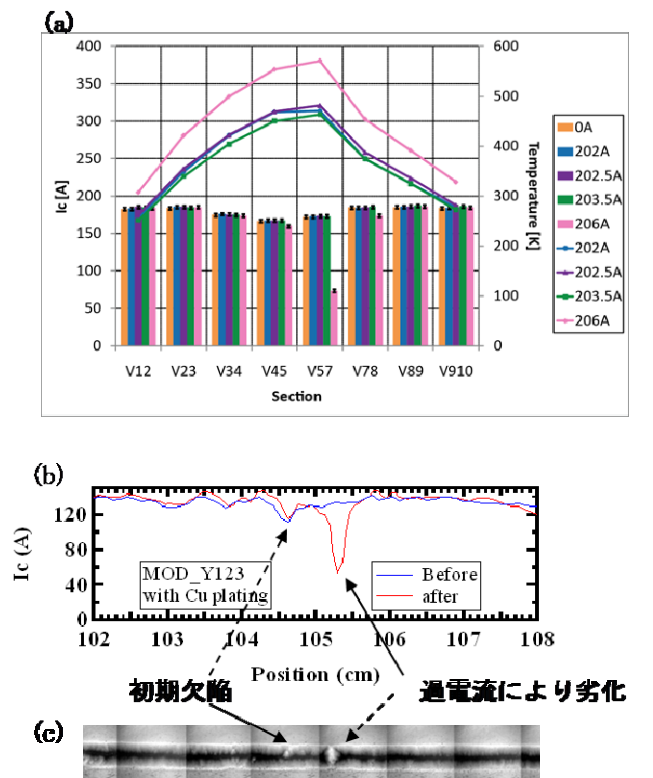 (a)
400
350
300
250
200
150
100
50
0
Ic [A]
600
500
400
300
200
100
0
Temperature [K]
V12 V23 V34 V45 V57 V78 V89 V910
Section
0A
202A
202.5A
203.5A
206A
202A
202.5A
203.5A
206A
(b)
Ic (A)
120
80
40
0
MOD_Y123
with Cu plating
Before
after
102 103 104 105 106 107 108
Position (cm)
初期欠陥
過電流により劣化
(c)